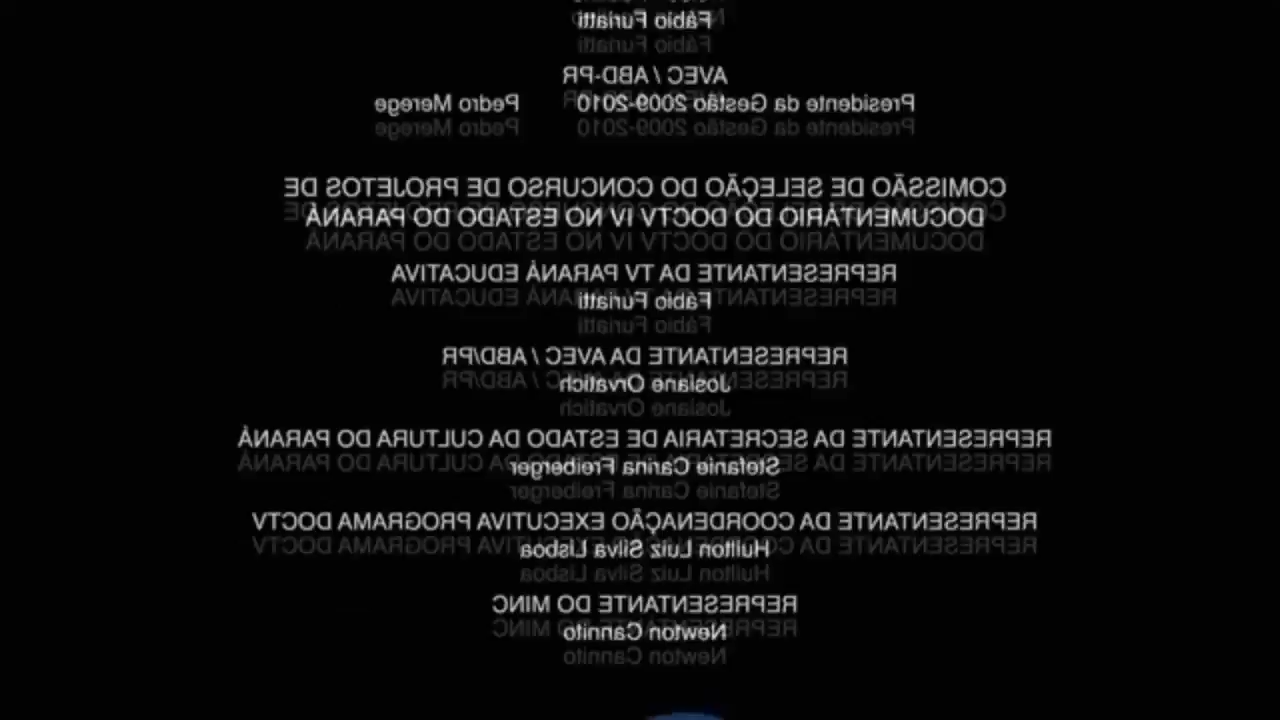 Fábio Furiatti
AVEC / ABD-PR
Presidente da Gestão 2009-2010 Pedro Merege
COMISSÃO DE SELEÇÃO DO CONCURSO DE PROJETOS DE
DOCUMENTÁRIO DO DOCTV IV NO ESTADO DO PARANÁ
REPRESENTANTE DA TV PARANÁ EDUCATIVA
Fábio Furiatti
REPRESENTANTE DA AVEC / ABD/PR
Josiane Orvatich
REPRESENTANTE DA SECRETARIA DE ESTADO DA CULTURA DO PARANÁ
Stefanie Carina Freiberger
REPRESENTANTE DA COORDENAÇÃO EXECUTIVA PROGRAMA DOCTV
Huilton Luiz Silva Lisboa
REPRESENTANTE DO MINC
Newton Cannito